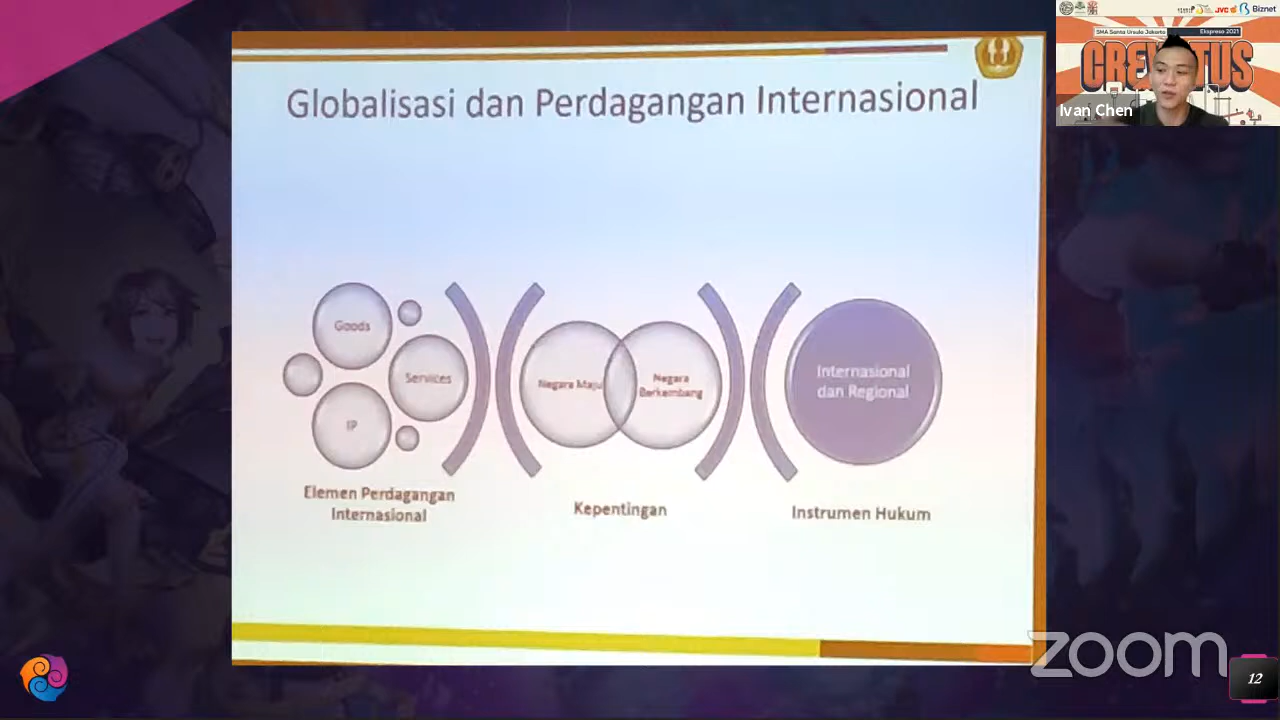 Globalisasi dan Perdagangan Internasional
Goods
Services
IP
Elemen Perdagangan
Internasional
Negara Maju
Negara
Berkembang
Kepentingan
Internasional
dan Regional
Instrumen Hukum
JVC
Biznet
SMA Santa Ursula Jakarta
Ekspreso 2021
Ivan Chen
zoom
12